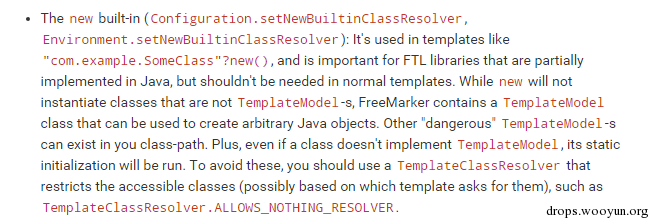 • The new built-in (Configuration.setNewBuiltinClassResolver,
Environment.setNewBuiltinClassResolver): It's used in templates like
"com.example.SomeClass"?new(), and is important for FTL libraries that are partially
implemented in Java, but shouldn't be needed in normal templates. While new will not
instantiate classes that are not TemplateModel-s, FreeMarker contains a TemplateModel
class that can be used to create arbitrary Java objects. Other "dangerous" TemplateModel-s
can exist in you class-path. Plus, even if a class doesn't implement TemplateModel, its static
initialization will be run. To avoid these, you should use a TemplateClassResolver that
restricts the accessible classes (possibly based on which template asks for them), such as
TemplateClassResolver.ALLOWS_NOTHING_RESOLVER.
drops.wooyun.org